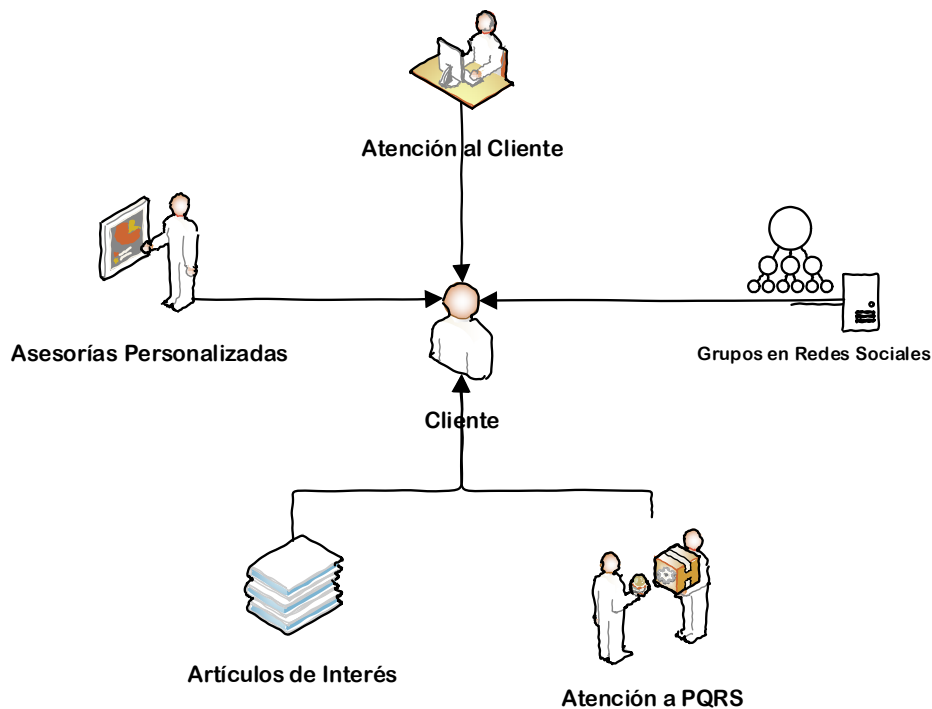 Atención al Cliente
Asesorías Personalizadas
Grupos en Redes Sociales
Cliente
Artículos de Interés
Atención a PQRS